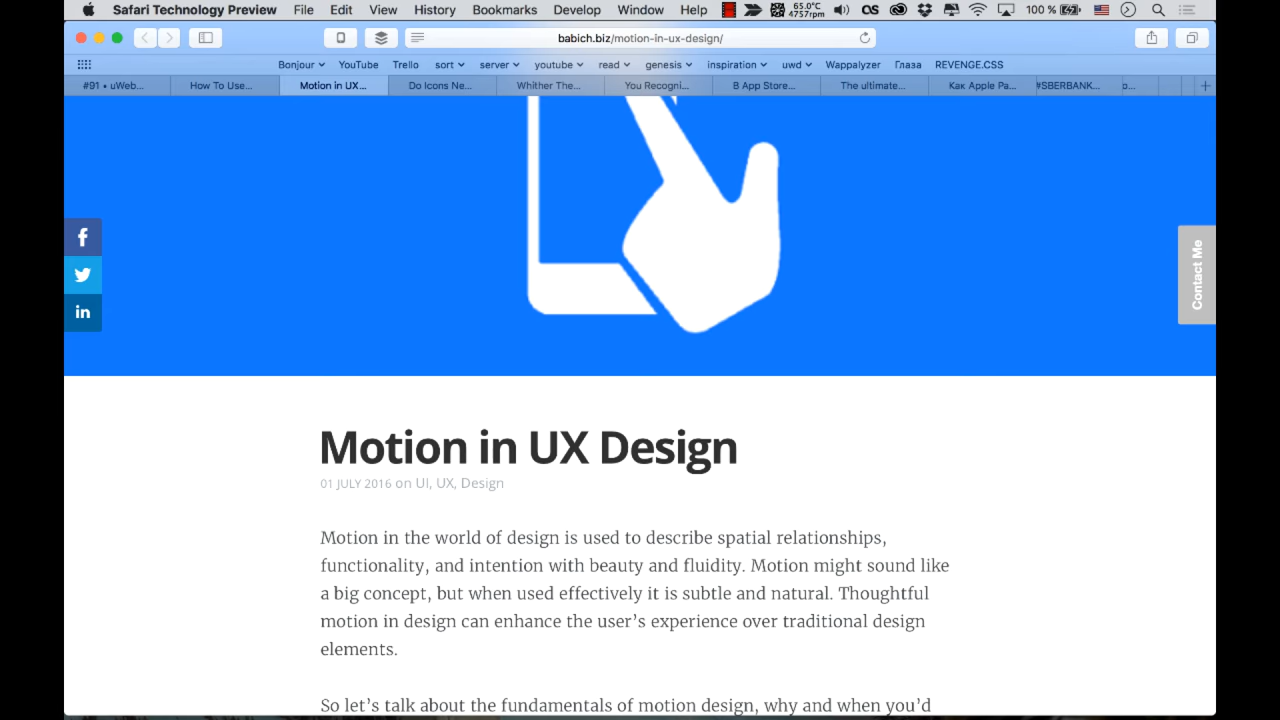 Safari Technology Preview File Edit View History Bookmarks Develop Window Help 65.0°C 4757rpm 100 %
babich.biz/motion-in-ux-design/
Bonjour YouTube Trello sort server youtube read genesis inspiration uwd Wappalyzer Глаза REVENGE.CSS
#91 • uWeb... How To Use... Motion in UX... Do Icons Ne... Whither The... You Recogni... В App Store... The ultimate... Как Apple Pa... #SBERBANK...
Contact Me
Motion in UX Design
01 JULY 2016 on UI, UX, Design
Motion in the world of design is used to describe spatial relationships,
functionality, and intention with beauty and fluidity. Motion might sound like
a big concept, but when used effectively it is subtle and natural. Thoughtful
motion in design can enhance the user’s experience over traditional design
elements.
So let’s talk about the fundamentals of motion design, why and when you’d